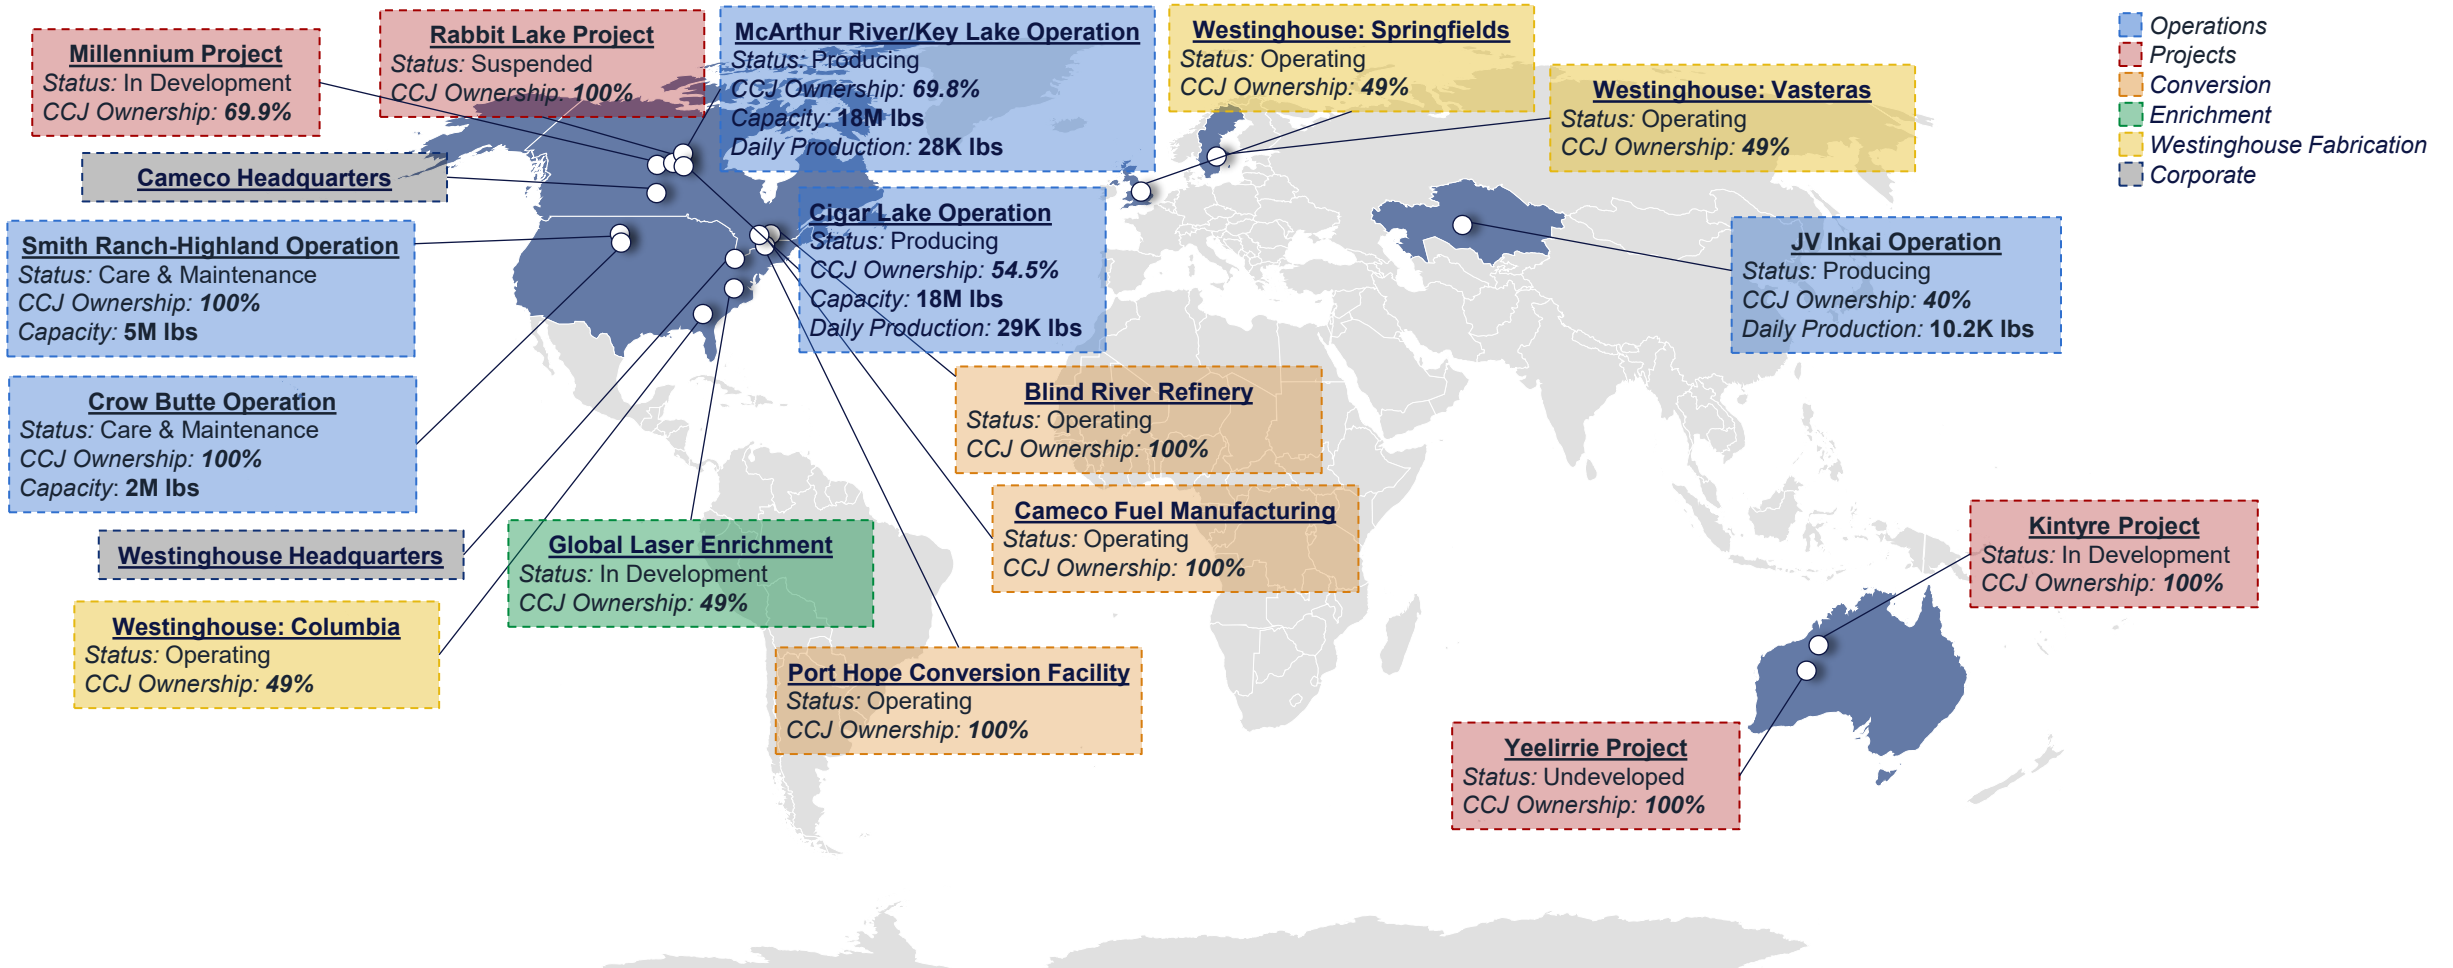 Millennium Project
Status: In Development
CCJ Ownership: 69.9%
Rabbit Lake Project
Status: Suspended
CCJ Ownership: 100%
McArthur River/Key Lake Operation
Status: Producing
CCJ Ownership: 69.8%
Capacity: 18M lbs
Daily Production: 28K lbs
Westinghouse: Springfields
Status: Operating
CCJ Ownership: 49%
Westinghouse: Vasteras
Status: Operating
CCJ Ownership: 49%
Operations
Projects
Conversion
Enrichment
Westinghouse Fabrication
Corporate
Cameco Headquarters
Cigar Lake Operation
Status: Producing
CCJ Ownership: 54.5%
Capacity: 18M lbs
Daily Production: 29K lbs
Smith Ranch-Highland Operation
Status: Care & Maintenance
CCJ Ownership: 100%
Capacity: 5M lbs
JV Inkai Operation
Status: Producing
CCJ Ownership: 40%
Daily Production: 10.2K lbs
Crow Butte Operation
Status: Care & Maintenance
CCJ Ownership: 100%
Capacity: 2M lbs
Blind River Refinery
Status: Operating
CCJ Ownership: 100%
Cameco Fuel Manufacturing
Status: Operating
CCJ Ownership: 100%
Westinghouse Headquarters
Global Laser Enrichment
Status: In Development
CCJ Ownership: 49%
Kintyre Project
Status: In Development
CCJ Ownership: 100%
Westinghouse: Columbia
Status: Operating
CCJ Ownership: 49%
Port Hope Conversion Facility
Status: Operating
CCJ Ownership: 100%
Yeelirrie Project
Status: Undeveloped
CCJ Ownership: 100%